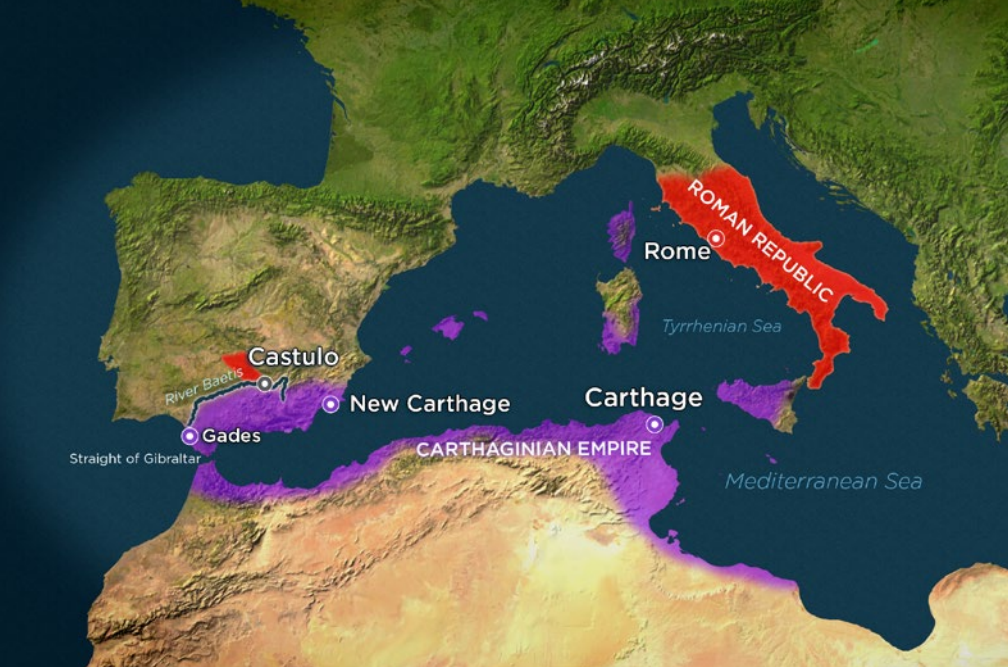 ROMAN REPUBLIC
Rome
Tyrrhenian Sea
Castulo
River Baetis
New Carthage
Carthage
Gades
CARTHAGINIAN EMPIRE
Straight of Gibraltar
Mediterranean Sea